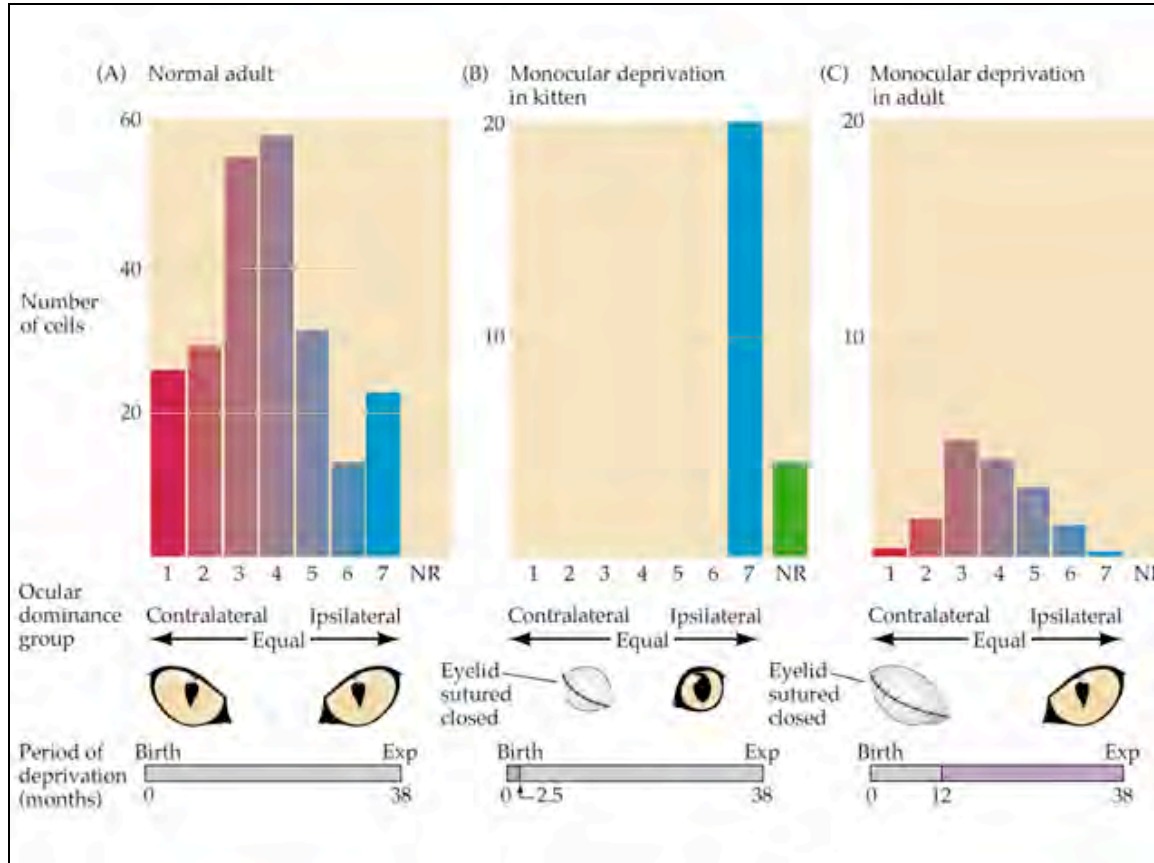 (A) Normal adult
(B) Monocular deprivation
in kitten
(C) Monocular deprivation
in adult
Number
of cells
60
40
20
1 2 3 4 5 6 7 NR
20
10
1 2 3 4 5 6 7 NR
20
10
1 2 3 4 5 6 7
Ocular
dominance
group
Contralateral Ipsilateral
Equal
Contralateral Ipsilateral
Equal
Contralateral Ipsilateral
Equal
Eyelid
sutured
closed
Eyelid
sutured
closed
Period of
deprivation
(months)
Birth Exp
0 38
Birth Exp
0 2.5 38
Birth Exp
0 12 38